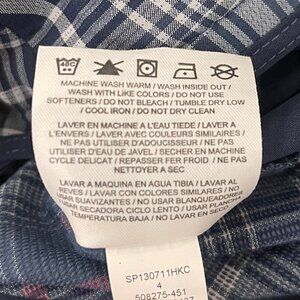 40C
MACHINE WASH WARM / WASH INSIDE OUT /
WASH WITH LIKE COLORS / DO NOT USE
SOFTENERS / DO NOT BLEACH / TUMBLE DRY LOW
/ COOL IRON / DO NOT DRY CLEAN
LAVER EN MACHINE A L'EAU TIEDE / LAVER A
L'ENVERS / LAVER AVEC COULEURS SIMILAIRES /
NE PAS UTILISER D'ADOUCISSEUR / NE PAS
UTILISER D'EAU DE JAVEL / SECHER EN MACHINE
CYCLE DELICAT / REPASSER FER FROID / NE PAS
NETTOYER A SEC
LAVAR A MAQUINA EN AGUA TIBIA / LAVAR AL
REVES / LAVAR CON COLORES SIMILARES / NO
USAR SUAVIZANTES / NO USAR BLANQUEADOR
USAR SECADORA CICLO LENTO / PLANCHAR
TEMPERATURA BAJA / NO LAVAR EN SECO
SP130711HKC
4
508275-451